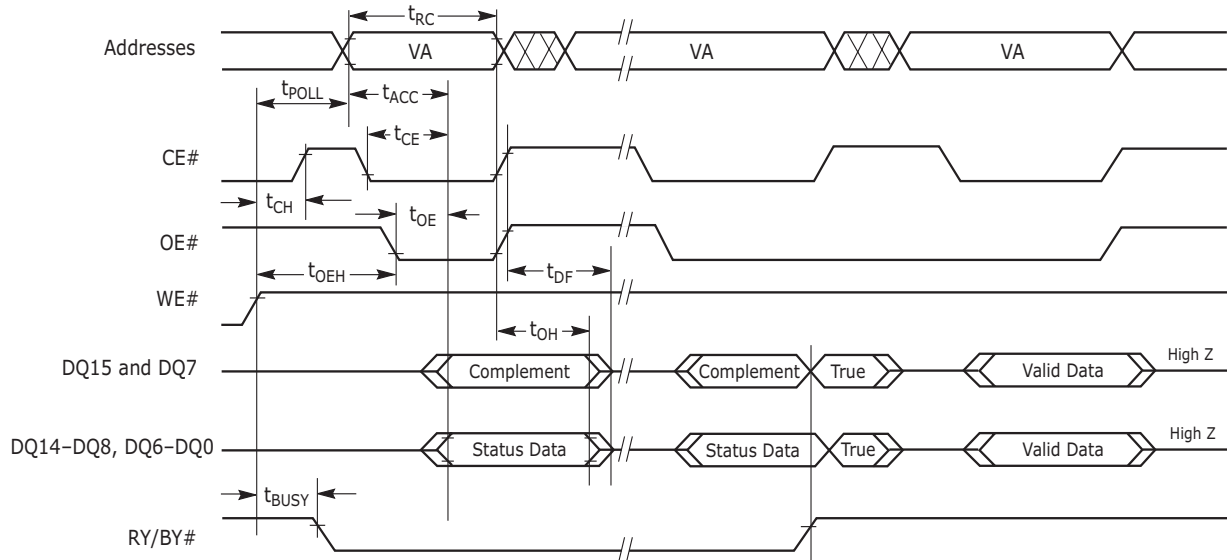 tRC
Addresses VA VA VA
tPOLL tACC
tCE
CE#
tCH tOE
OE#
tOEH tDF
WE#
tOH
DQ15 and DQ7 Complement Complement True Valid Data High Z
DQ14–DQ8, DQ6–DQ0 Status Data Status Data True Valid Data High Z
tBUSY
RY/BY#